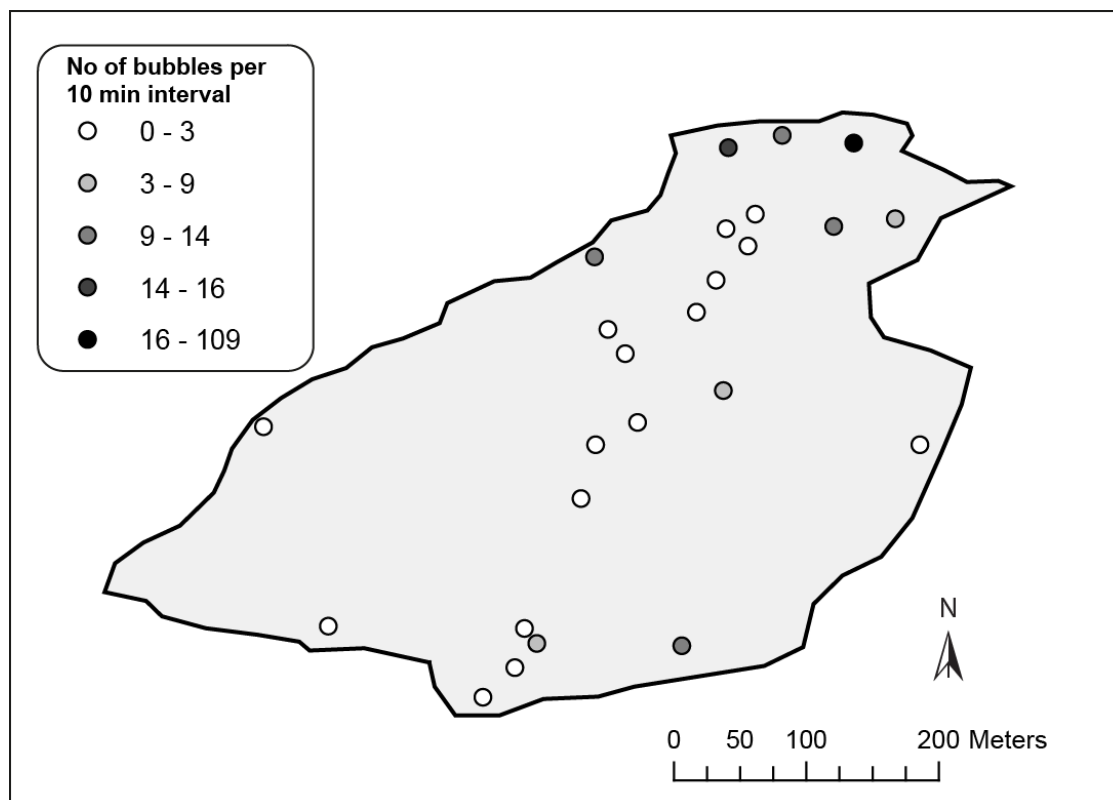 No of bubbles per
10 min interval
0 - 3
3 - 9
9 - 14
14 - 16
16 - 109
N
0 50 100 200 Meters